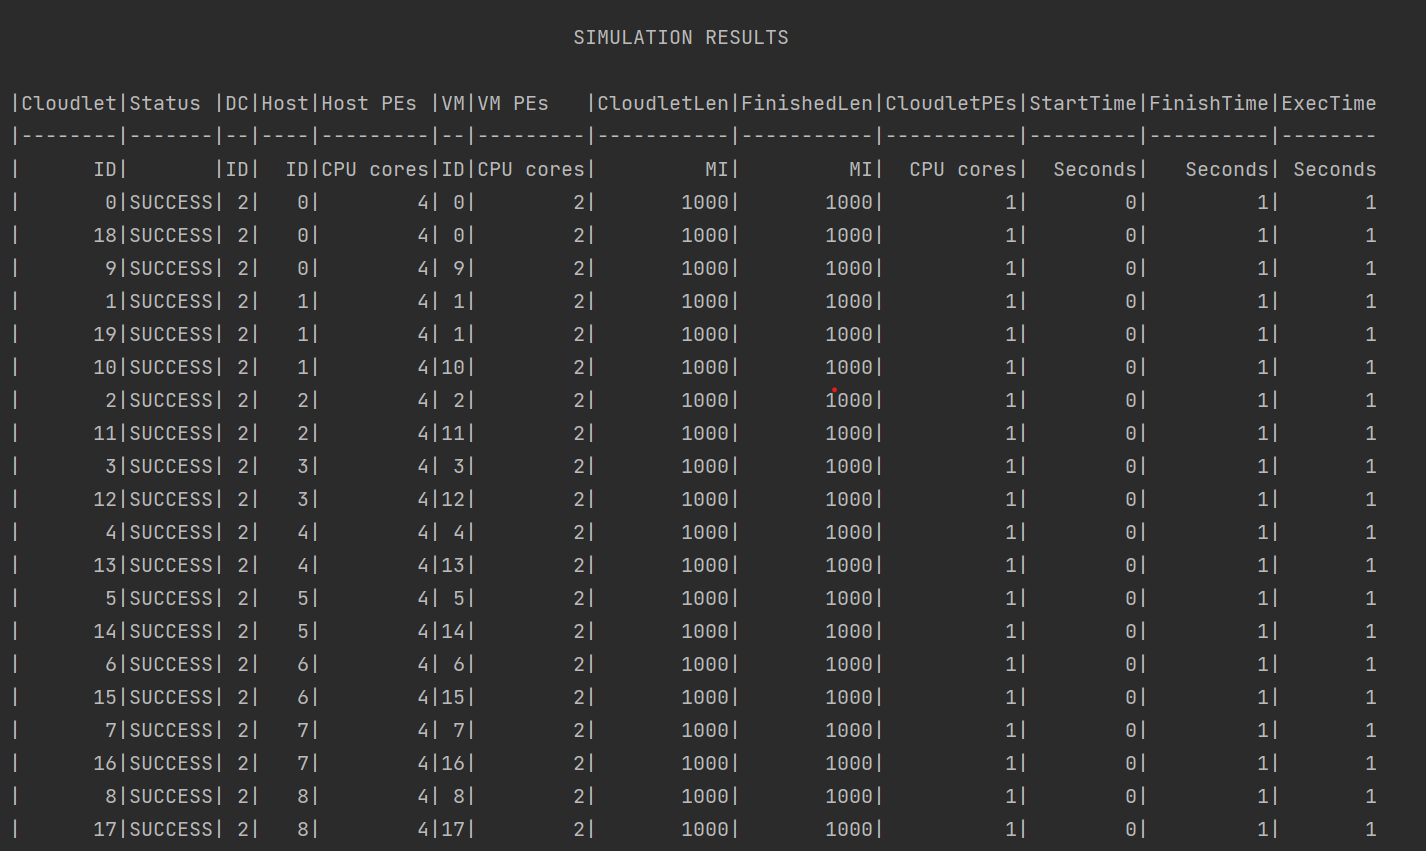 SIMULATION RESULTS
|Cloudlet|Status |DC|Host|Host PEs |VM|VM PEs   |CloudletLen|FinishedLen|CloudletPEs|StartTime|FinishTime|ExecTime
|--------|-------|--|----|---------|--|---------|-----------|-----------|-----------|---------|----------|--------
|      ID|       |ID|  ID|CPU cores|ID|CPU cores|         MI|         MI|  CPU cores|  Seconds|   Seconds| Seconds
|       0|SUCCESS| 2|   0|        4| 0|        2|       1000|       1000|          1|        0|         1|       1
|      18|SUCCESS| 2|   0|        4| 0|        2|       1000|       1000|          1|        0|         1|       1
|       9|SUCCESS| 2|   0|        4| 9|        2|       1000|       1000|          1|        0|         1|       1
|       1|SUCCESS| 2|   1|        4| 1|        2|       1000|       1000|          1|        0|         1|       1
|      19|SUCCESS| 2|   1|        4| 1|        2|       1000|       1000|          1|        0|         1|       1
|      10|SUCCESS| 2|   1|        4|10|        2|       1000|       1000|          1|        0|         1|       1
|       2|SUCCESS| 2|   2|        4| 2|        2|       1000|       1000|          1|        0|         1|       1
|      11|SUCCESS| 2|   2|        4|11|        2|       1000|       1000|          1|        0|         1|       1
|       3|SUCCESS| 2|   3|        4| 3|        2|       1000|       1000|          1|        0|         1|       1
|      12|SUCCESS| 2|   3|        4|12|        2|       1000|       1000|          1|        0|         1|       1
|       4|SUCCESS| 2|   4|        4| 4|        2|       1000|       1000|          1|        0|         1|       1
|      13|SUCCESS| 2|   4|        4|13|        2|       1000|       1000|          1|        0|         1|       1
|       5|SUCCESS| 2|   5|        4| 5|        2|       1000|       1000|          1|        0|         1|       1
|      14|SUCCESS| 2|   5|        4|14|        2|       1000|       1000|          1|        0|         1|       1
|       6|SUCCESS| 2|   6|        4| 6|        2|       1000|       1000|          1|        0|         1|       1
|      15|SUCCESS| 2|   6|        4|15|        2|       1000|       1000|          1|        0|         1|       1
|       7|SUCCESS| 2|   7|        4| 7|        2|       1000|       1000|          1|        0|         1|       1
|      16|SUCCESS| 2|   7|        4|16|        2|       1000|       1000|          1|        0|         1|       1
|       8|SUCCESS| 2|   8|        4| 8|        2|       1000|       1000|          1|        0|         1|       1
|      17|SUCCESS| 2|   8|        4|17|        2|       1000|       1000|          1|        0|         1|       1